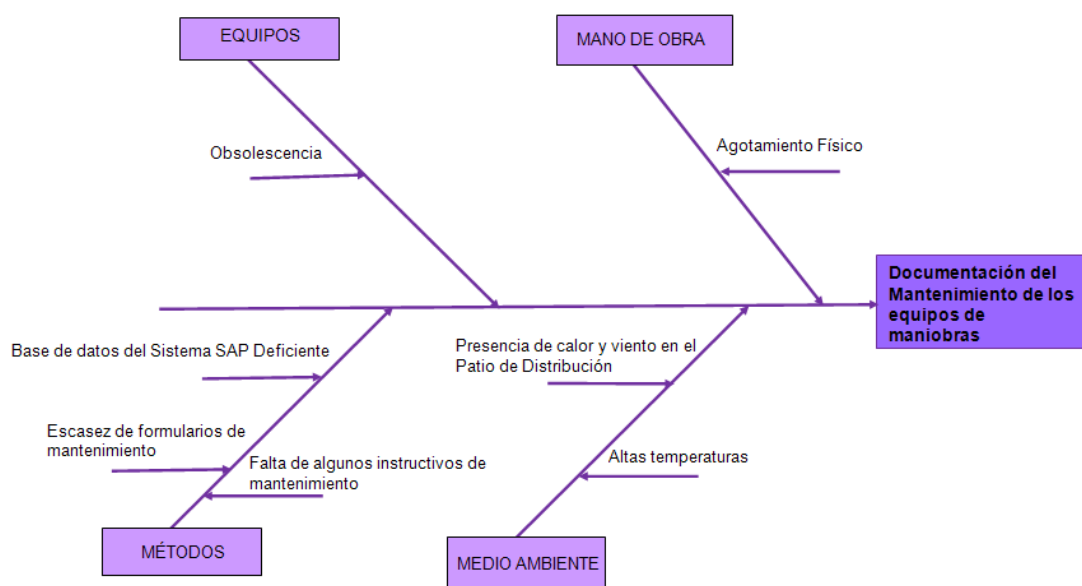 EQUIPOS
MANO DE OBRA
Obsolescencia
Agotamiento Físico
Documentación del
Mantenimiento de los
equipos de
maniobras
Base de datos del Sistema SAP Deficiente
Presencia de calor y viento en el
Patio de Distribución
Escasez de formularios de
mantenimiento
Falta de algunos instructivos de
mantenimiento
Altas temperaturas
MÉTODOS
MEDIO AMBIENTE